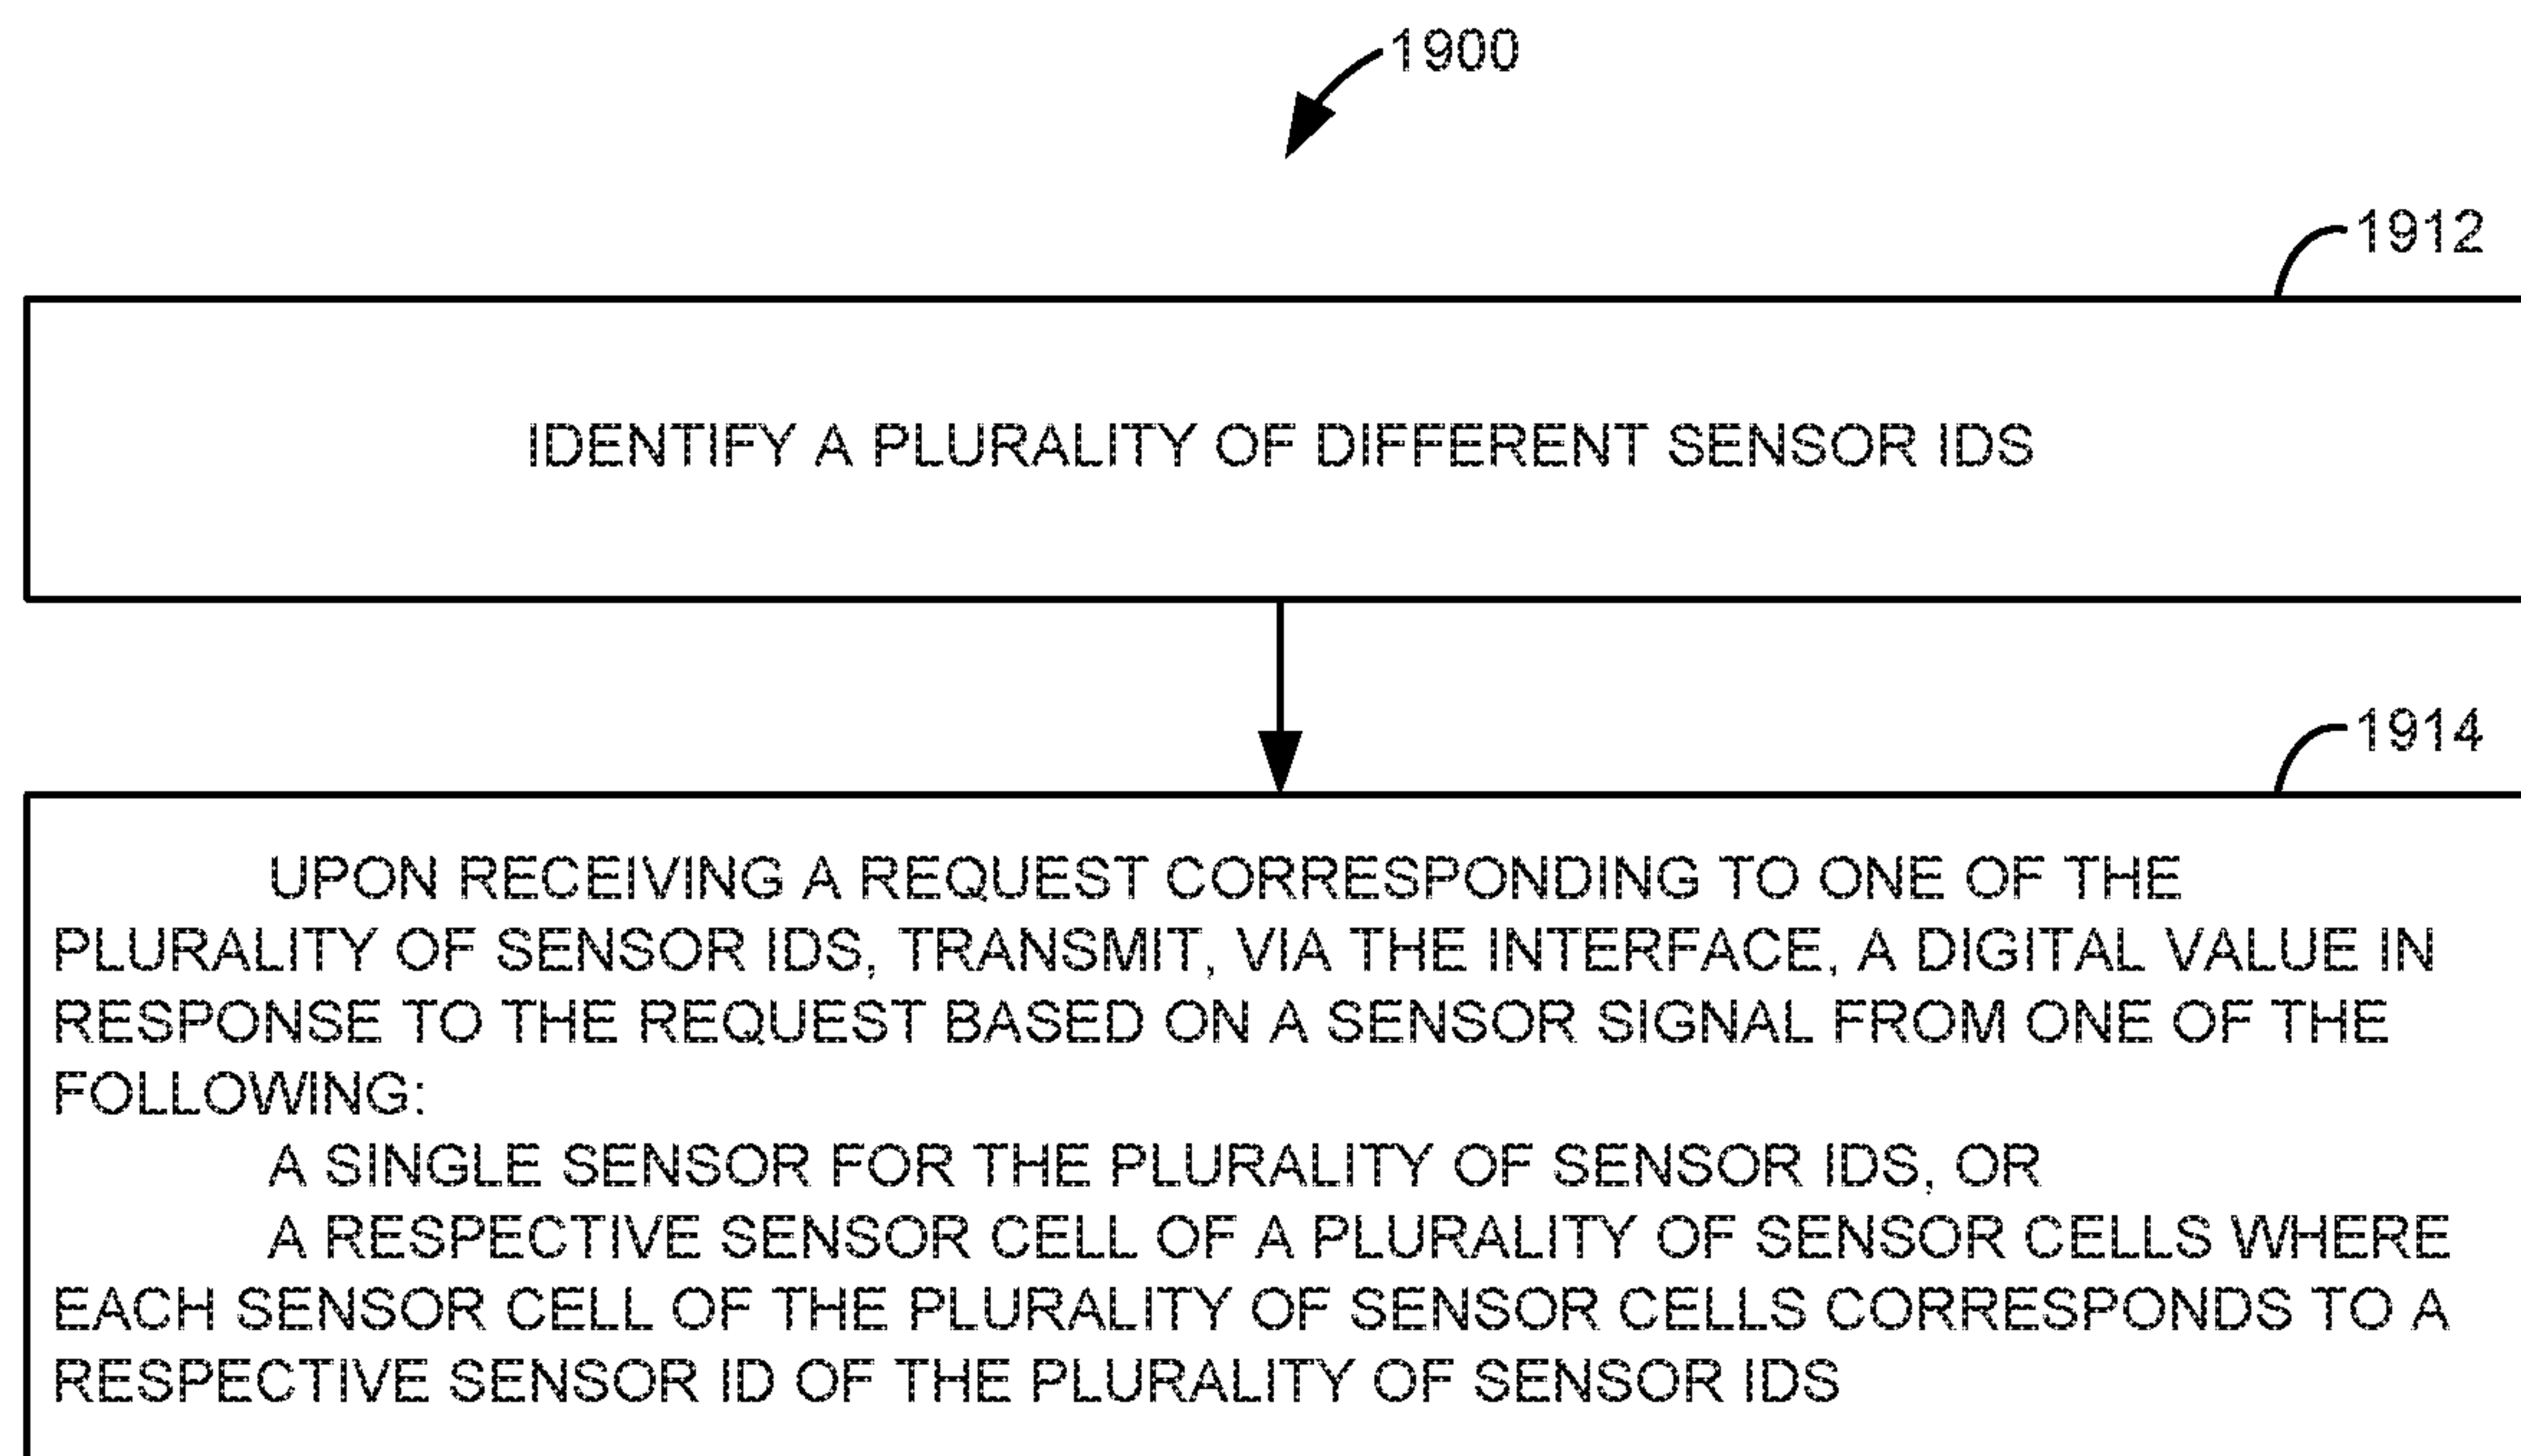 1900
1912
IDENTIFY A PLURALITY OF DIFFERENT SENSOR IDS
1914
UPON RECEIVING A REQUEST CORRESPONDING TO ONE OF THE
PLURALITY OF SENSOR IDS, TRANSMIT, VIA THE INTERFACE, A DIGITAL VALUE IN
RESPONSE TO THE REQUEST BASED ON A SENSOR SIGNAL FROM ONE OF THE
FOLLOWING:
A SINGLE SENSOR FOR THE PLURALITY OF SENSOR IDS, OR
A RESPECTIVE SENSOR CELL OF A PLURALITY OF SENSOR CELLS WHERE
EACH SENSOR CELL OF THE PLURALITY OF SENSOR CELLS CORRESPONDS TO A
RESPECTIVE SENSOR ID OF THE PLURALITY OF SENSOR IDS